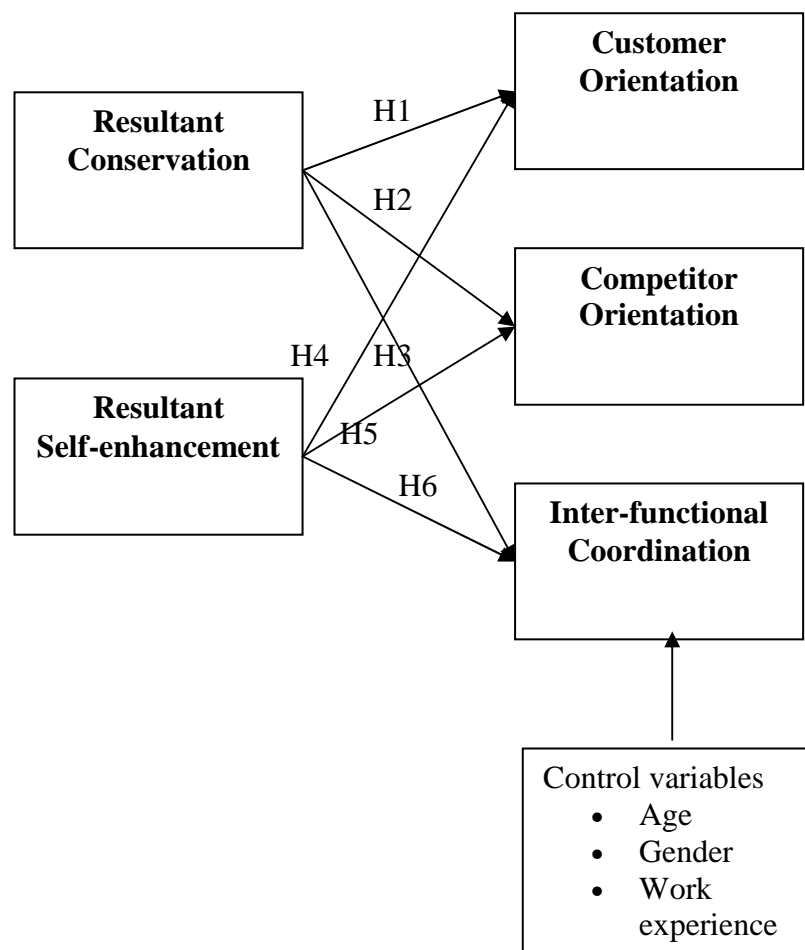 Customer
Orientation
Resultant
Conservation
H1
H2
Competitor
Orientation
H4
H3
Resultant
Self-enhancement
H5
H6
Inter-functional
Coordination
Control variables
• Age
• Gender
• Work
experience